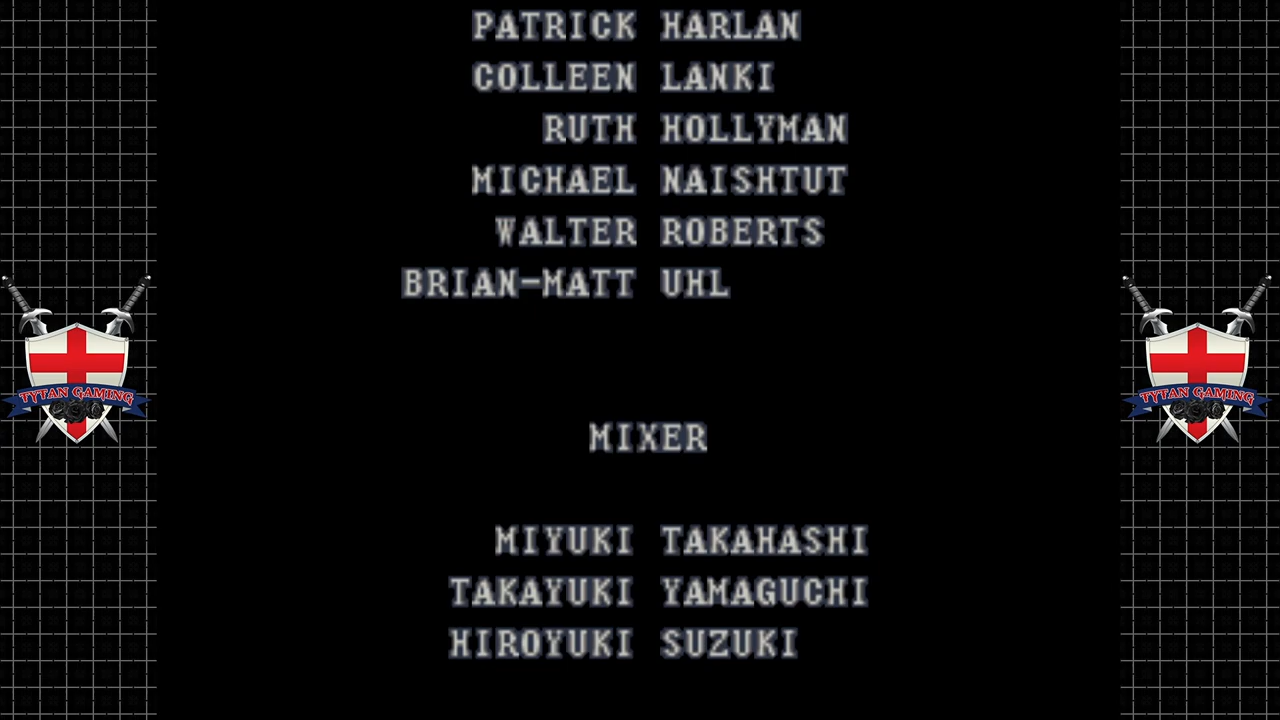 PATRICK HARLAN
COLLEEN LANKI
RUTH HOLLYMAN
MICHAEL NAISHTUT
WALTER ROBERTS
BRIAN-MATT UHL
TYTAN GAMING
TYTAN GAMING
MIXER
MIYUKI TAKAHASHI
TAKAYUKI YAMAGUCHI
HIROYUKI SUZUKI